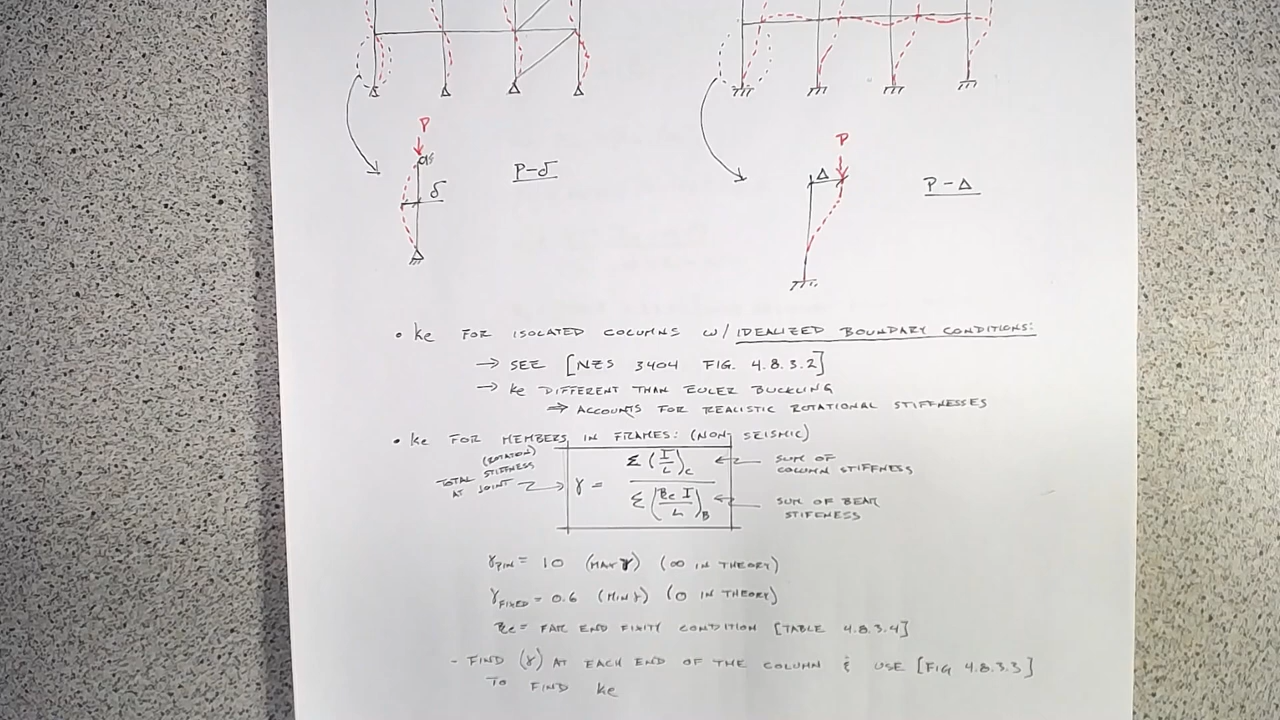 P
P
δ
P-δ
Δ
P-Δ
• ke FOR ISOLATED COLUMNS W/ IDEALIZED BOUNDARY CONDITIONS:
→ SEE [NZS 3404 FIG. 4.8.3.2]
→ ke DIFFERENT THAN EULER BUCKLING
⇒ ACCOUNTS FOR REALISTIC ROTATIONAL STIFFNESSES
• ke FOR MEMBERS IN FRAMES: (NON-SEISMIC)
(ROTATION)
TOTAL STIFFNESS
AT JOINT
γ = Σ(I/L)c / Σ(βe I/L)B
SUM OF
COLUMN STIFFNESS
SUM OF BEAM
STIFFNESS
γPIN = 10 (MAX γ) (∞ IN THEORY)
γFIXED = 0.6 (MIN γ) (0 IN THEORY)
βe = FAR END FIXITY CONDITION [TABLE 4.8.3.4]
- FIND (γ) AT EACH END OF THE COLUMN & USE [FIG 4.8.3.3]
TO FIND ke